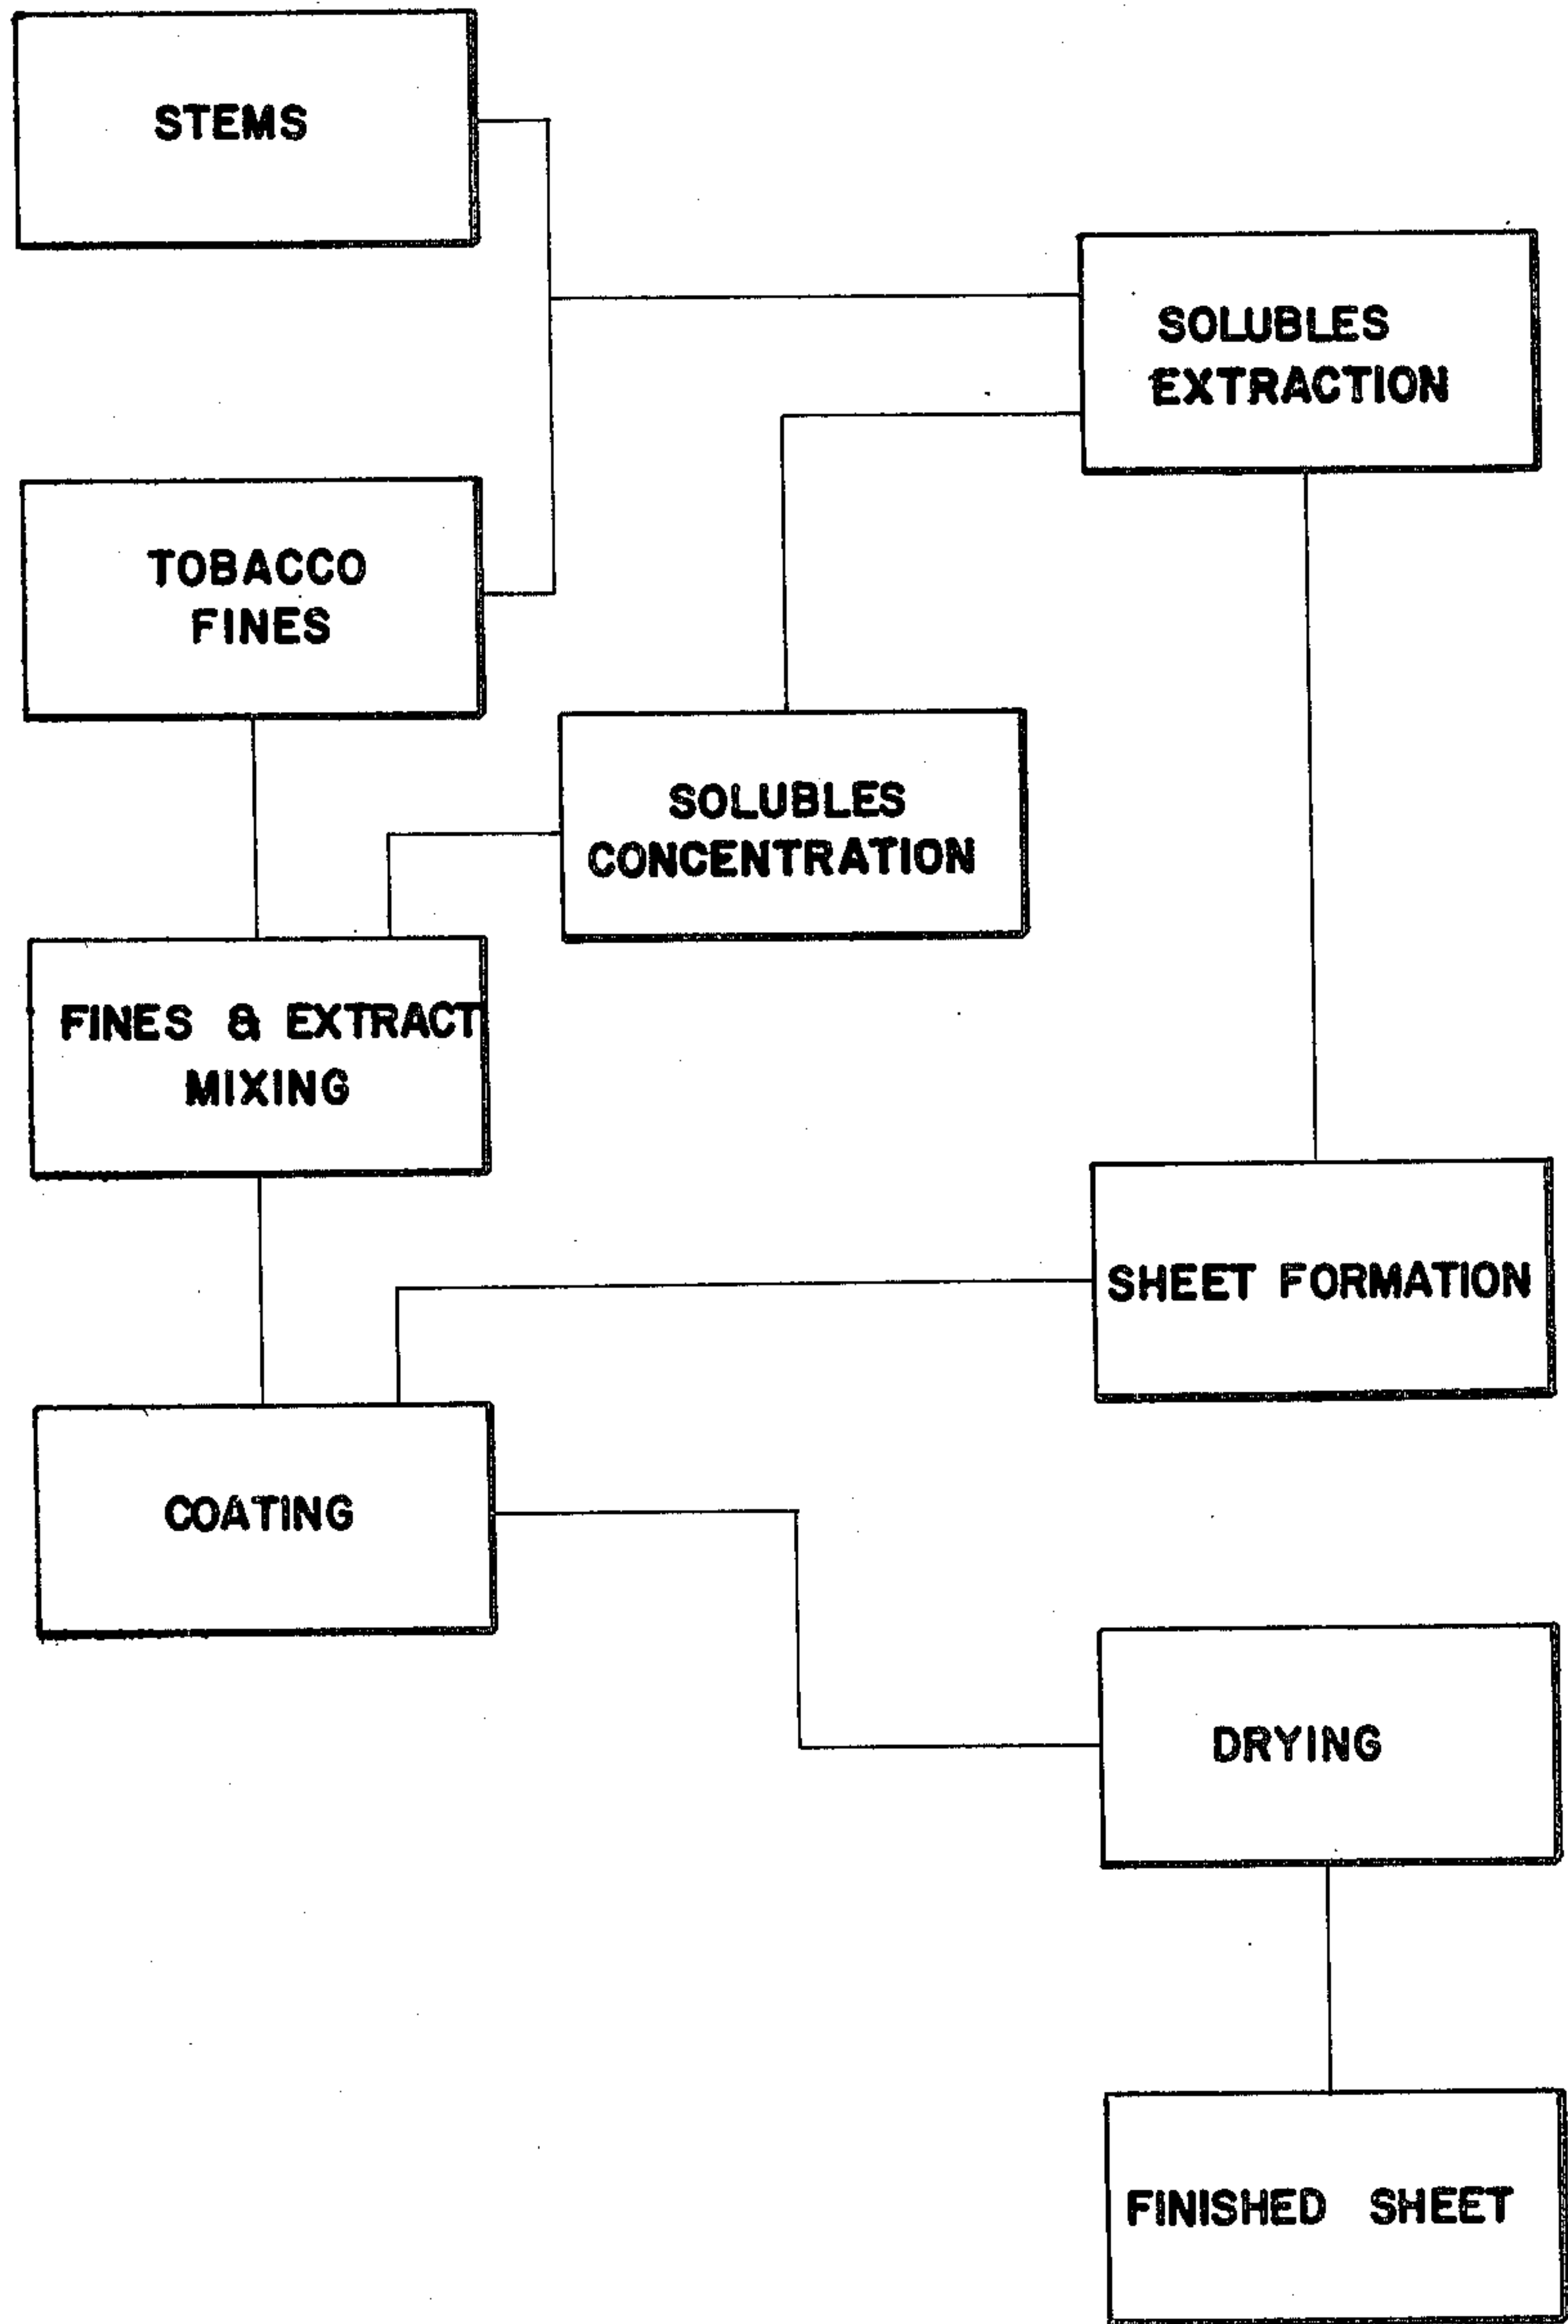 STEMS
SOLUBLES
EXTRACTION
TOBACCO
FINES
SOLUBLES
CONCENTRATION
FINES & EXTRACT
MIXING
SHEET FORMATION
COATING
DRYING
FINISHED SHEET